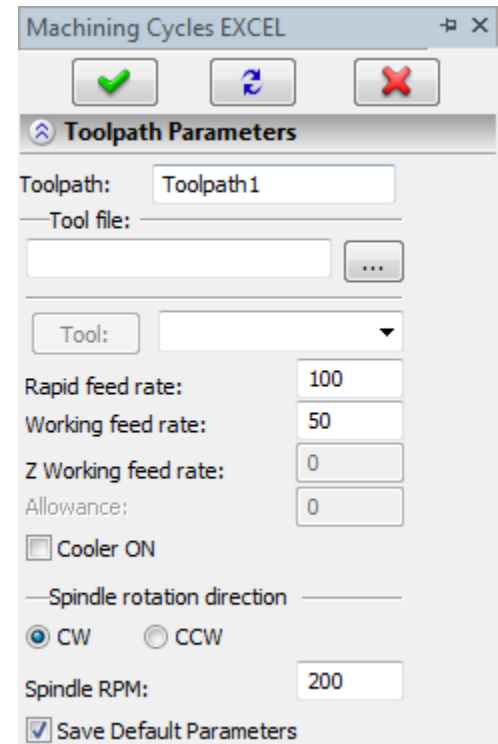 Machining Cycles EXCEL
Toolpath Parameters
Toolpath: Toolpath1
Tool file:
...
Tool:
Rapid feed rate: 100
Working feed rate: 50
Z Working feed rate: 0
Allowance: 0
Cooler ON
Spindle rotation direction
CW CCW
Spindle RPM: 200
Save Default Parameters